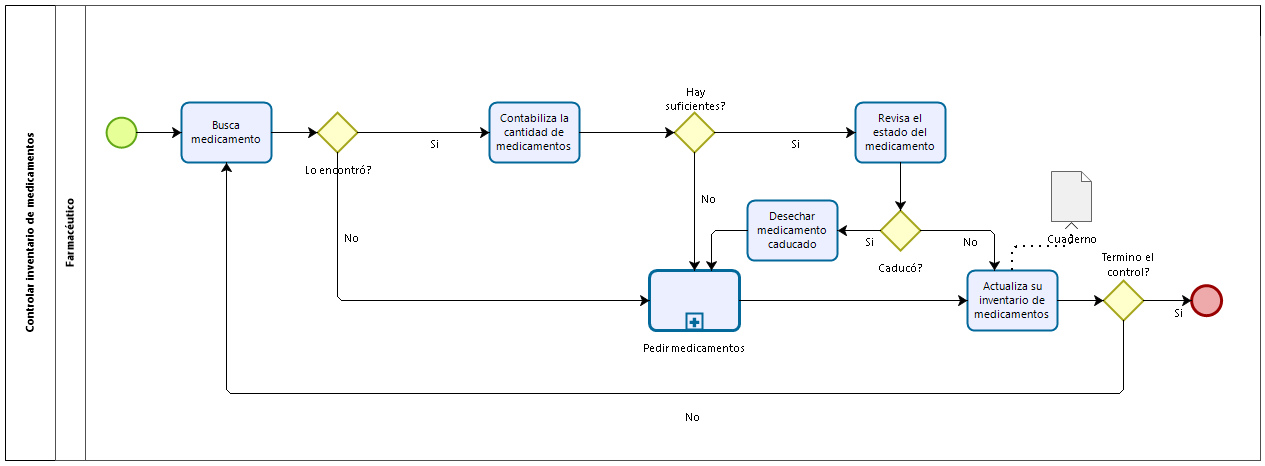 Controlar inventario de medicamentos
Farmacéutico
Busca
medicamento
Lo encontró?
Si
No
Contabiliza la
cantidad de
medicamentos
Hay
suficientes?
Si
No
Revisa el
estado del
medicamento
Caducó?
Si
No
Desechar
medicamento
caducado
Pedir medicamentos
Cuaderno
Actualiza su
inventario de
medicamentos
Termino el
control?
Si
No